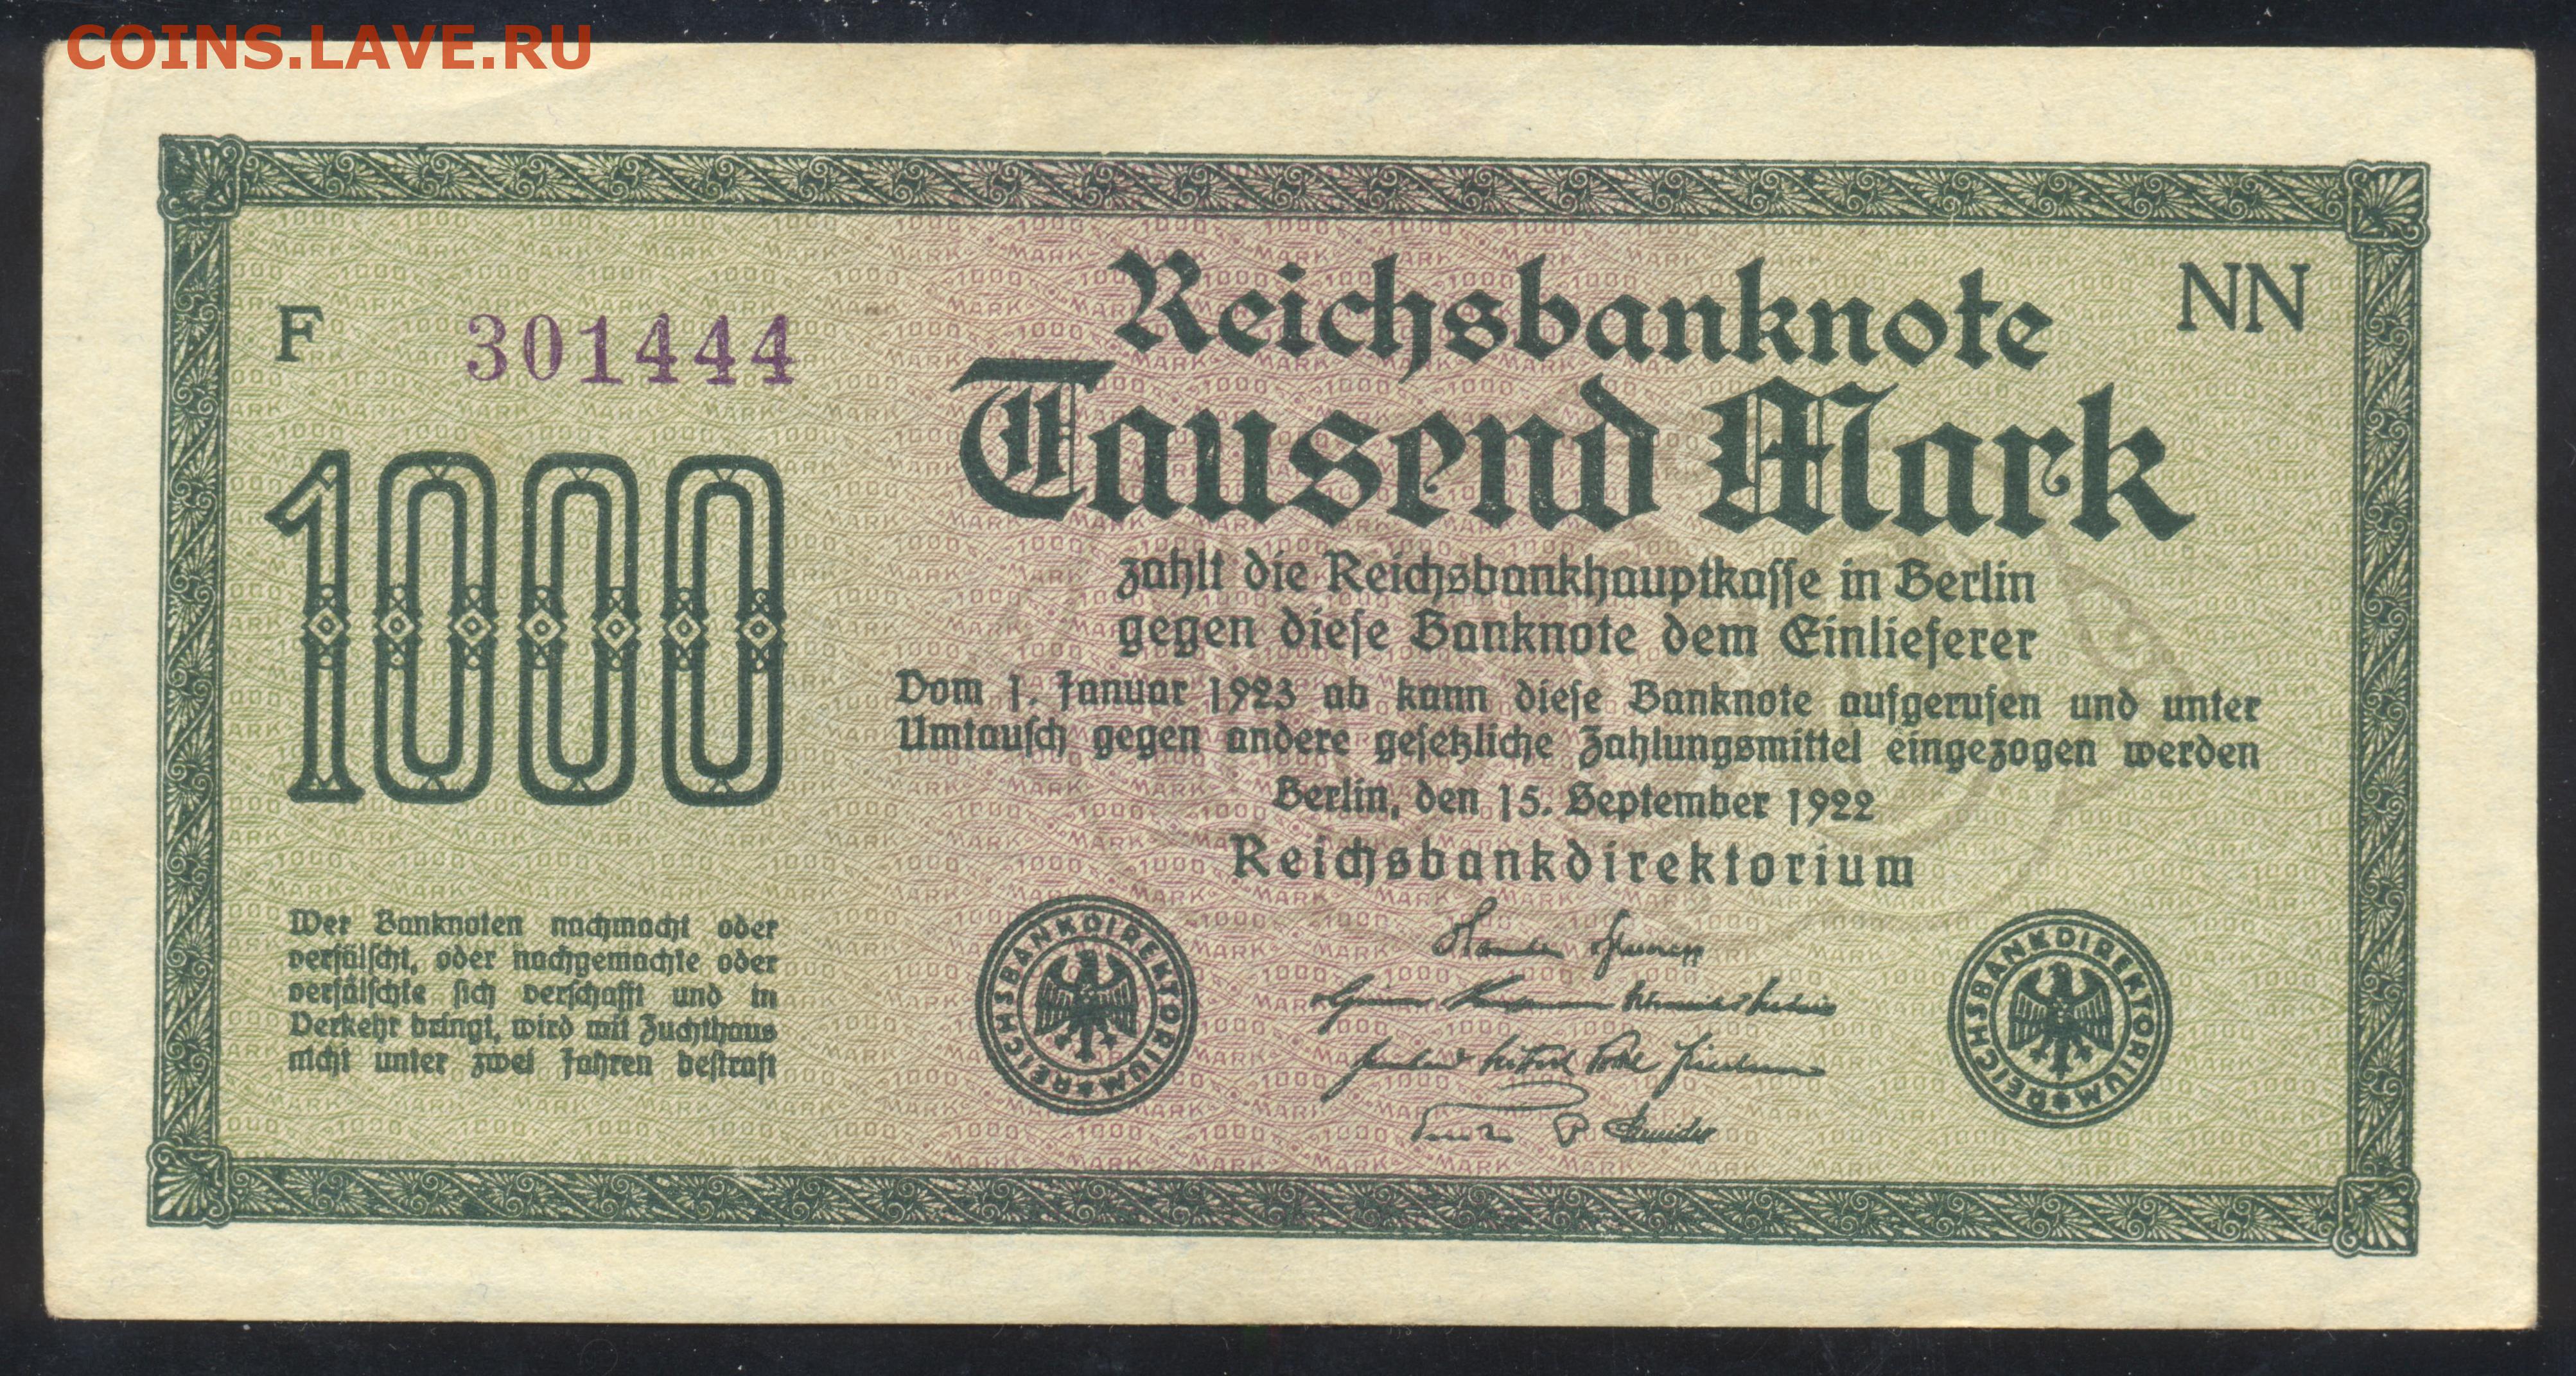 COINS.LAVE.RU
Reichsbanknote
NN
F 301444
Tausend Mark
1000
zahlt die Reichsbankhauptkasse in Berlin
gegen diese Banknote dem Einlieferer
Vom 1. Januar 1923 ab kann diese Banknote aufgerufen und unter
Umtausch gegen andere gesetzliche Zahlungsmittel eingezogen werden
Berlin, den 15. September 1922
Reichsbankdirektorium
Wer Banknoten nachmacht oder
verfälscht, oder nachgemachte oder
verfälschte sich verschafft und in
Verkehr bringt, wird mit Zuchthaus
nicht unter zwei Jahren bestraft
REICHSBANKDIREKTORIUM
REICHSBANKDIREKTORIUM